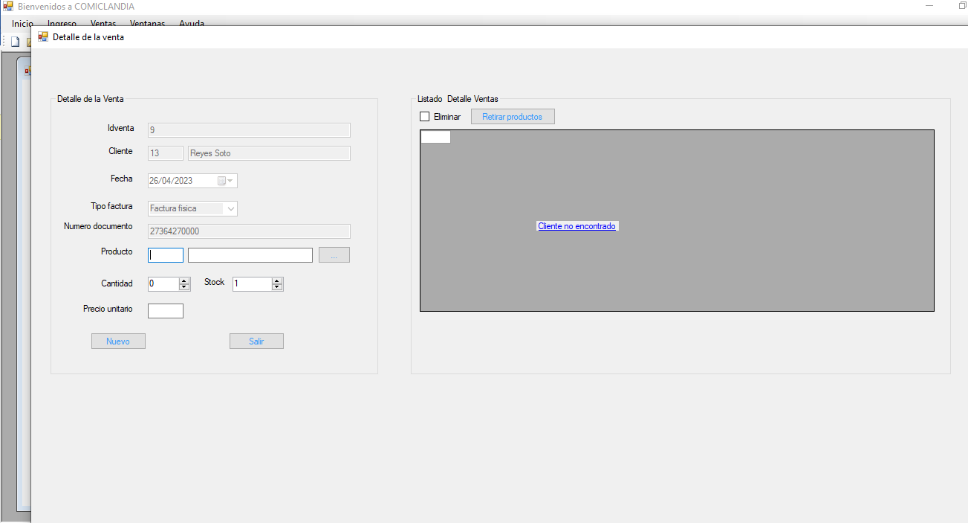 Bienvenidos a COMICLANDIA
Inicio Ingreso Ventas Ventanas Ayuda
Detalle de la venta
Detalle de la Venta
Idventa 9
Cliente 13 Reyes Soto
Fecha 26/04/2023
Tipo factura Factura fisica
Numero documento 27364270000
Producto ...
Cantidad 0 Stock 1
Precio unitario
Nuevo Salir
Listado Detalle Ventas
Eliminar Retirar productos
Cliente no encontrado